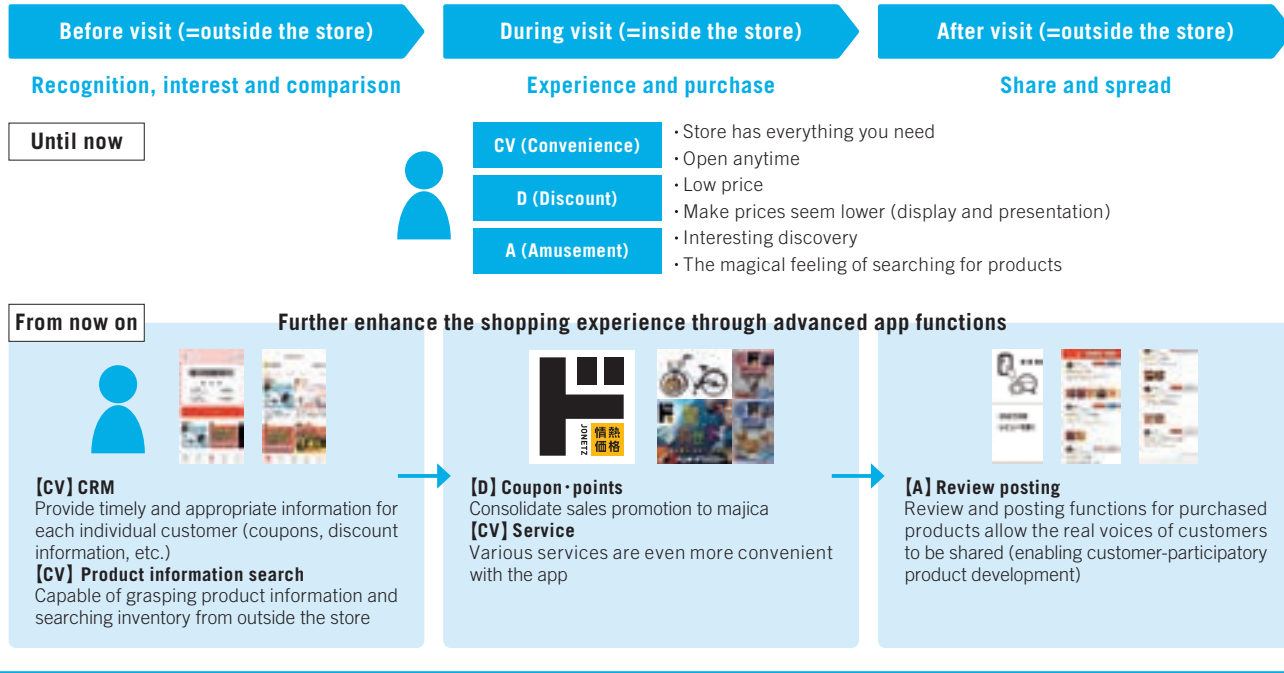 Before visit (=outside the store)
During visit (=inside the store)
After visit (=outside the store)
Recognition, interest and comparison
Experience and purchase
Share and spread
Until now
CV (Convenience)
・Store has everything you need
・Open anytime
D (Discount)
・Low price
・Make prices seem lower (display and presentation)
A (Amusement)
・Interesting discovery
・The magical feeling of searching for products
From now on
Further enhance the shopping experience through advanced app functions
ド
JONETZ
情熱
価格
【CV】CRM
Provide timely and appropriate information for
each individual customer (coupons, discount
information, etc.)
【CV】Product information search
Capable of grasping product information and
searching inventory from outside the store
【D】Coupon・points
Consolidate sales promotion to majica
【CV】Service
Various services are even more convenient
with the app
【A】Review posting
Review and posting functions for purchased
products allow the real voices of customers
to be shared (enabling customer-participatory
product development)